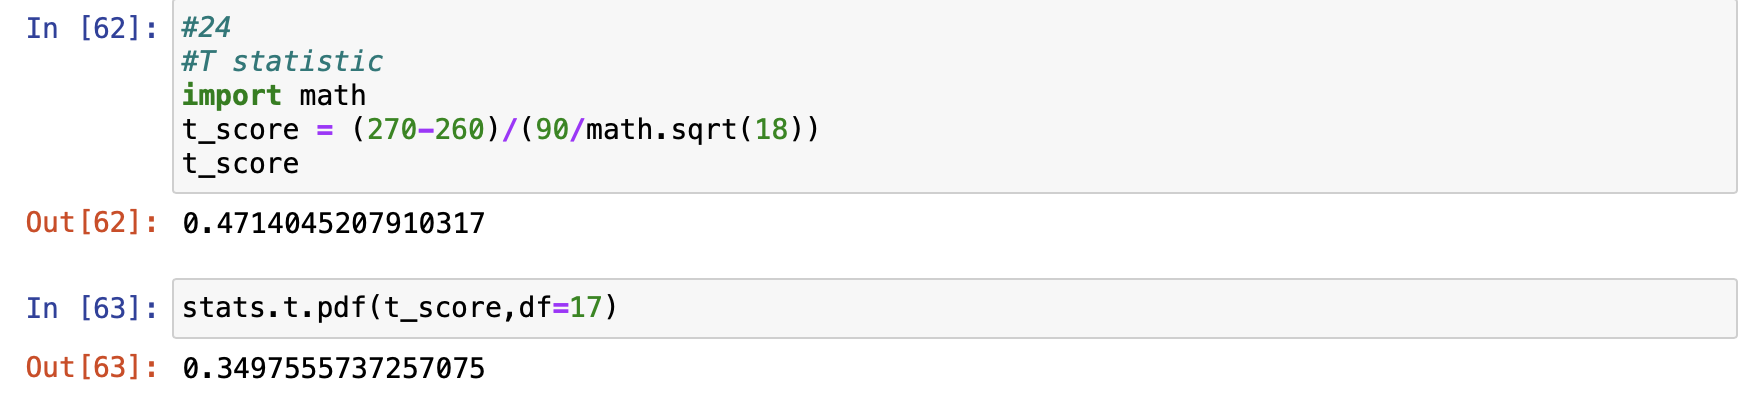 In [62]: #24
#T statistic
import math
t_score = (270-260)/(90/math.sqrt(18))
t_score
Out[62]: 0.4714045207910317
In [63]: stats.t.pdf(t_score,df=17)
Out[63]: 0.3497555737257075